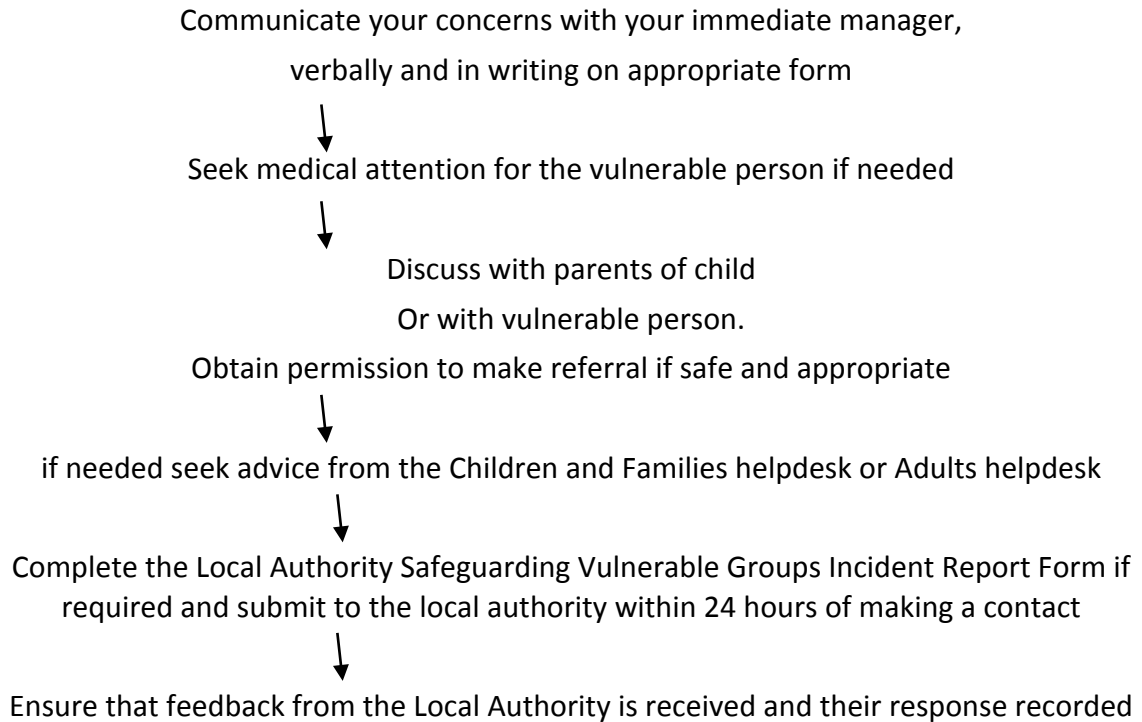 Communicate your concerns with your immediate manager,
verbally and in writing on appropriate form
Seek medical attention for the vulnerable person if needed
Discuss with parents of child
Or with vulnerable person.
Obtain permission to make referral if safe and appropriate
if needed seek advice from the Children and Families helpdesk or Adults helpdesk
Complete the Local Authority Safeguarding Vulnerable Groups Incident Report Form if
required and submit to the local authority within 24 hours of making a contact
Ensure that feedback from the Local Authority is received and their response recorded